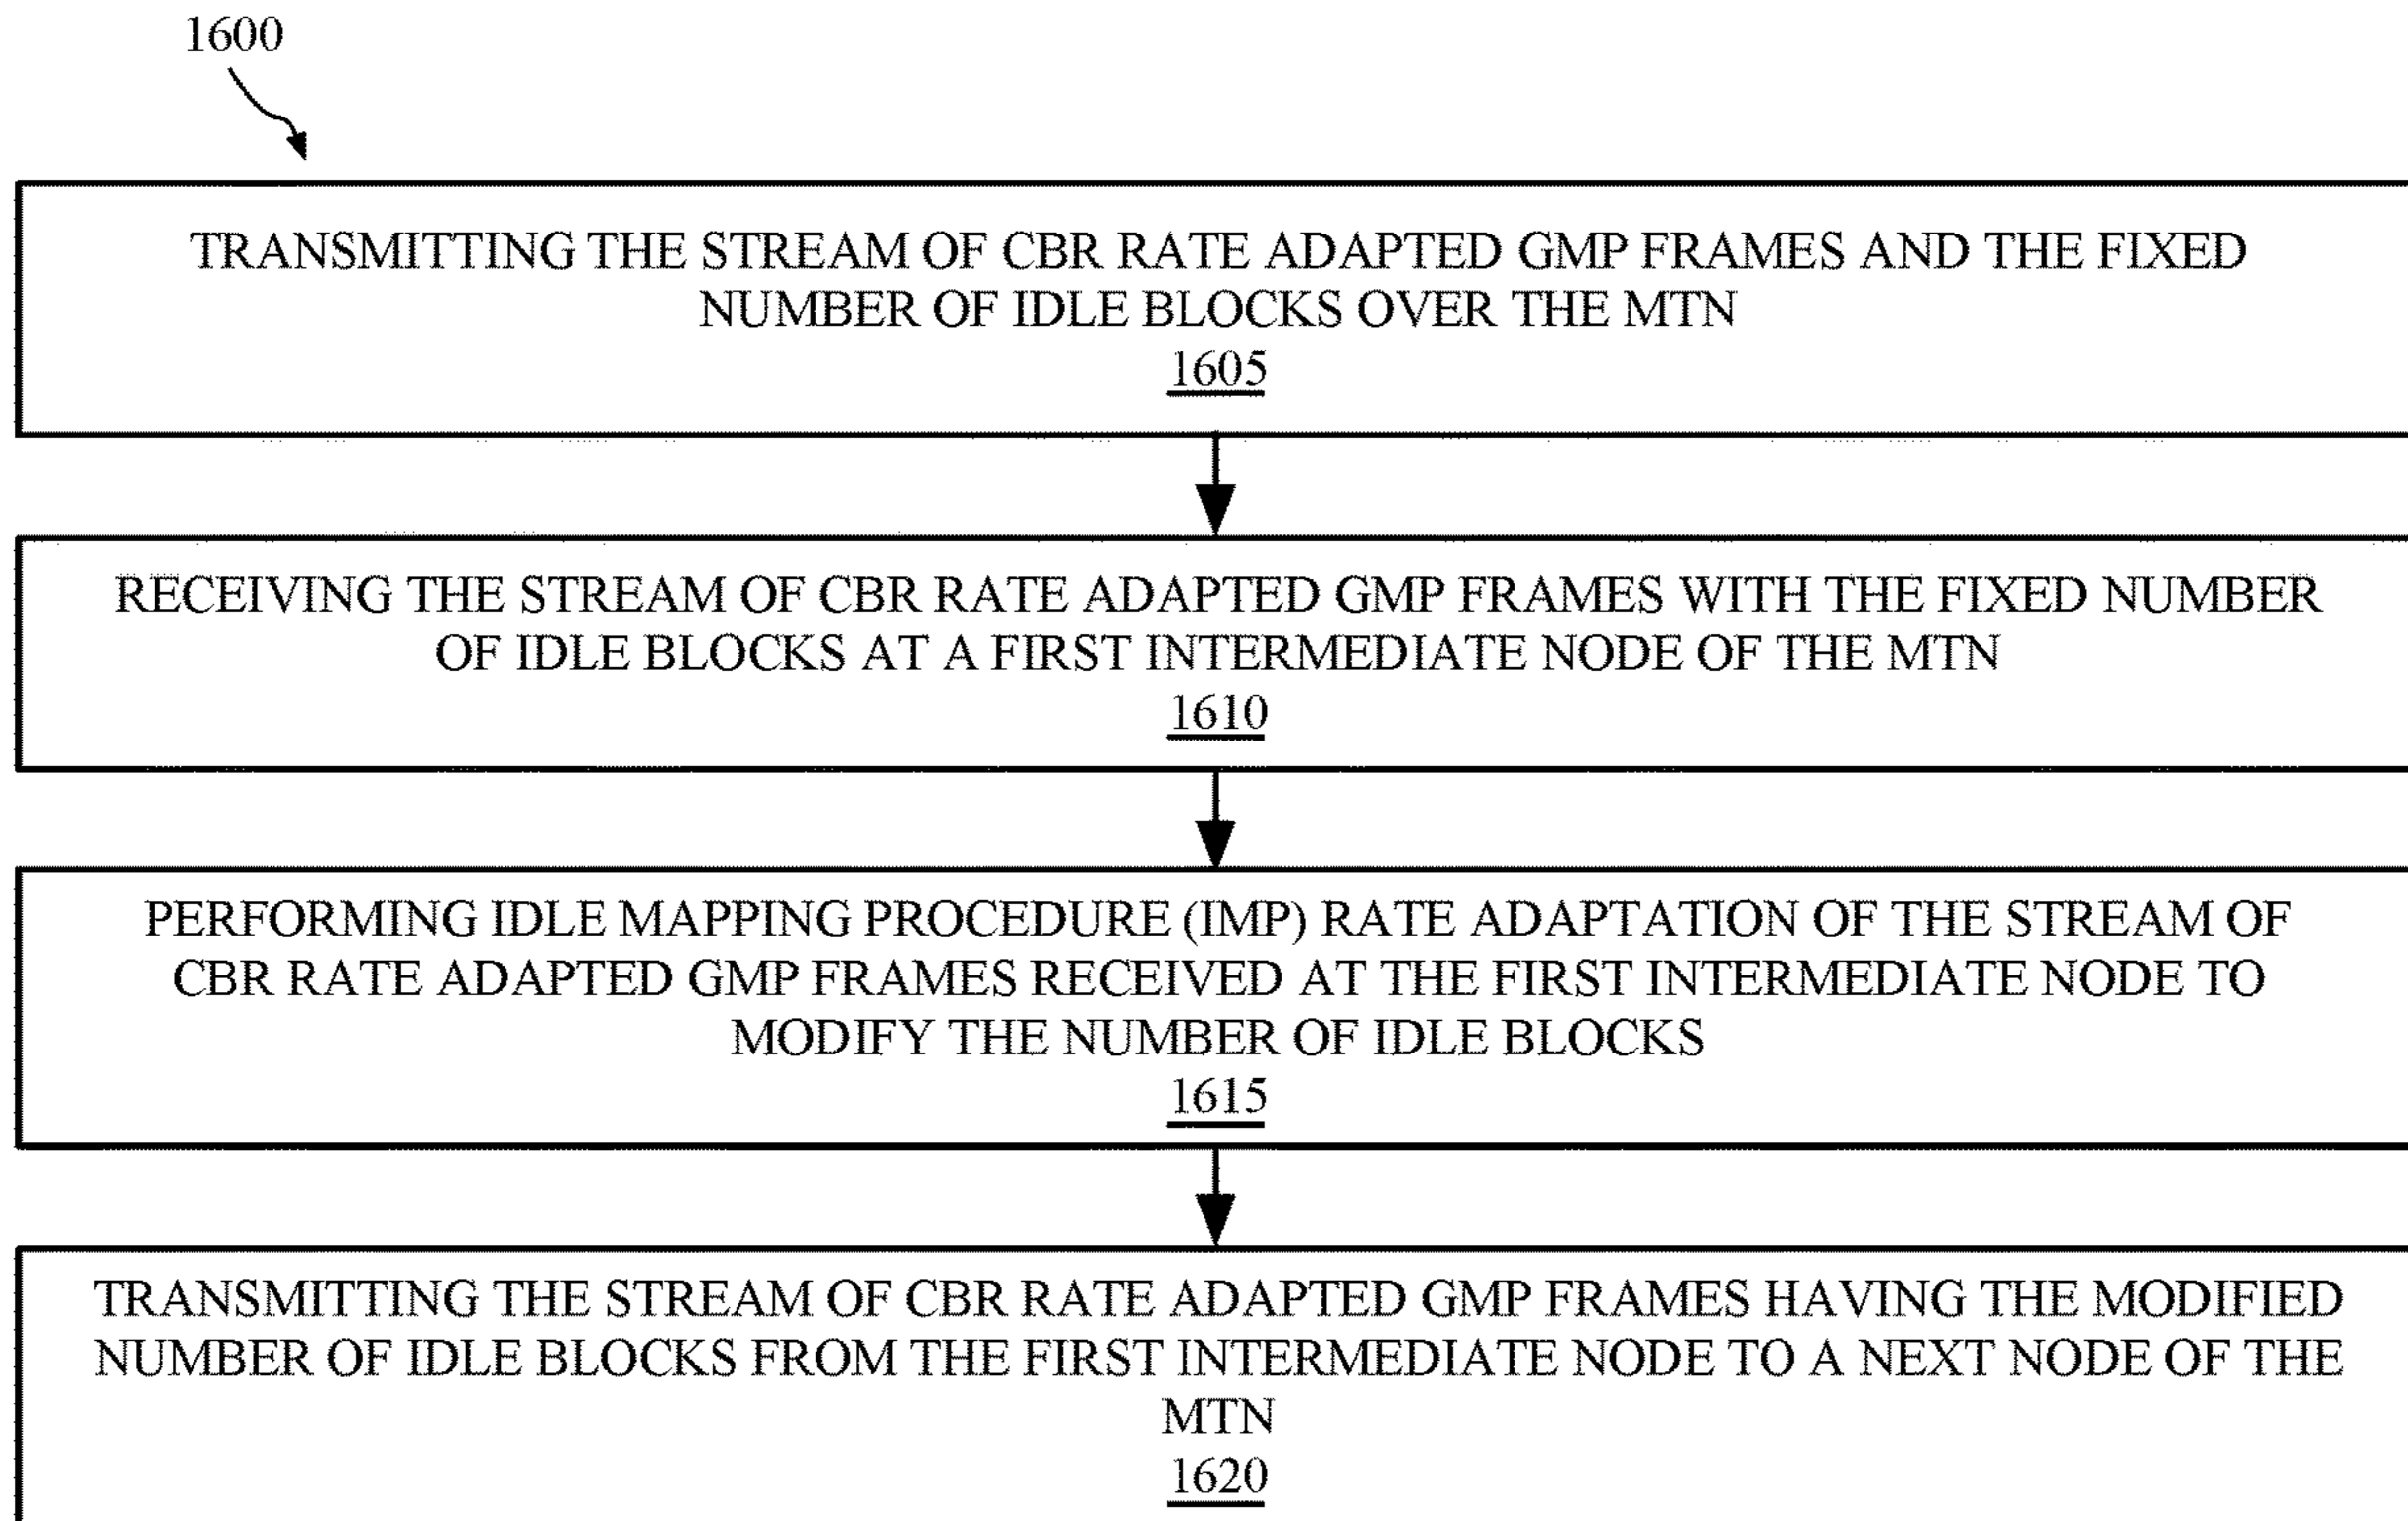 1600
TRANSMITTING THE STREAM OF CBR RATE ADAPTED GMP FRAMES AND THE FIXED
NUMBER OF IDLE BLOCKS OVER THE MTN
1605
RECEIVING THE STREAM OF CBR RATE ADAPTED GMP FRAMES WITH THE FIXED NUMBER
OF IDLE BLOCKS AT A FIRST INTERMEDIATE NODE OF THE MTN
1610
PERFORMING IDLE MAPPING PROCEDURE (IMP) RATE ADAPTATION OF THE STREAM OF
CBR RATE ADAPTED GMP FRAMES RECEIVED AT THE FIRST INTERMEDIATE NODE TO
MODIFY THE NUMBER OF IDLE BLOCKS
1615
TRANSMITTING THE STREAM OF CBR RATE ADAPTED GMP FRAMES HAVING THE MODIFIED
NUMBER OF IDLE BLOCKS FROM THE FIRST INTERMEDIATE NODE TO A NEXT NODE OF THE
MTN
1620